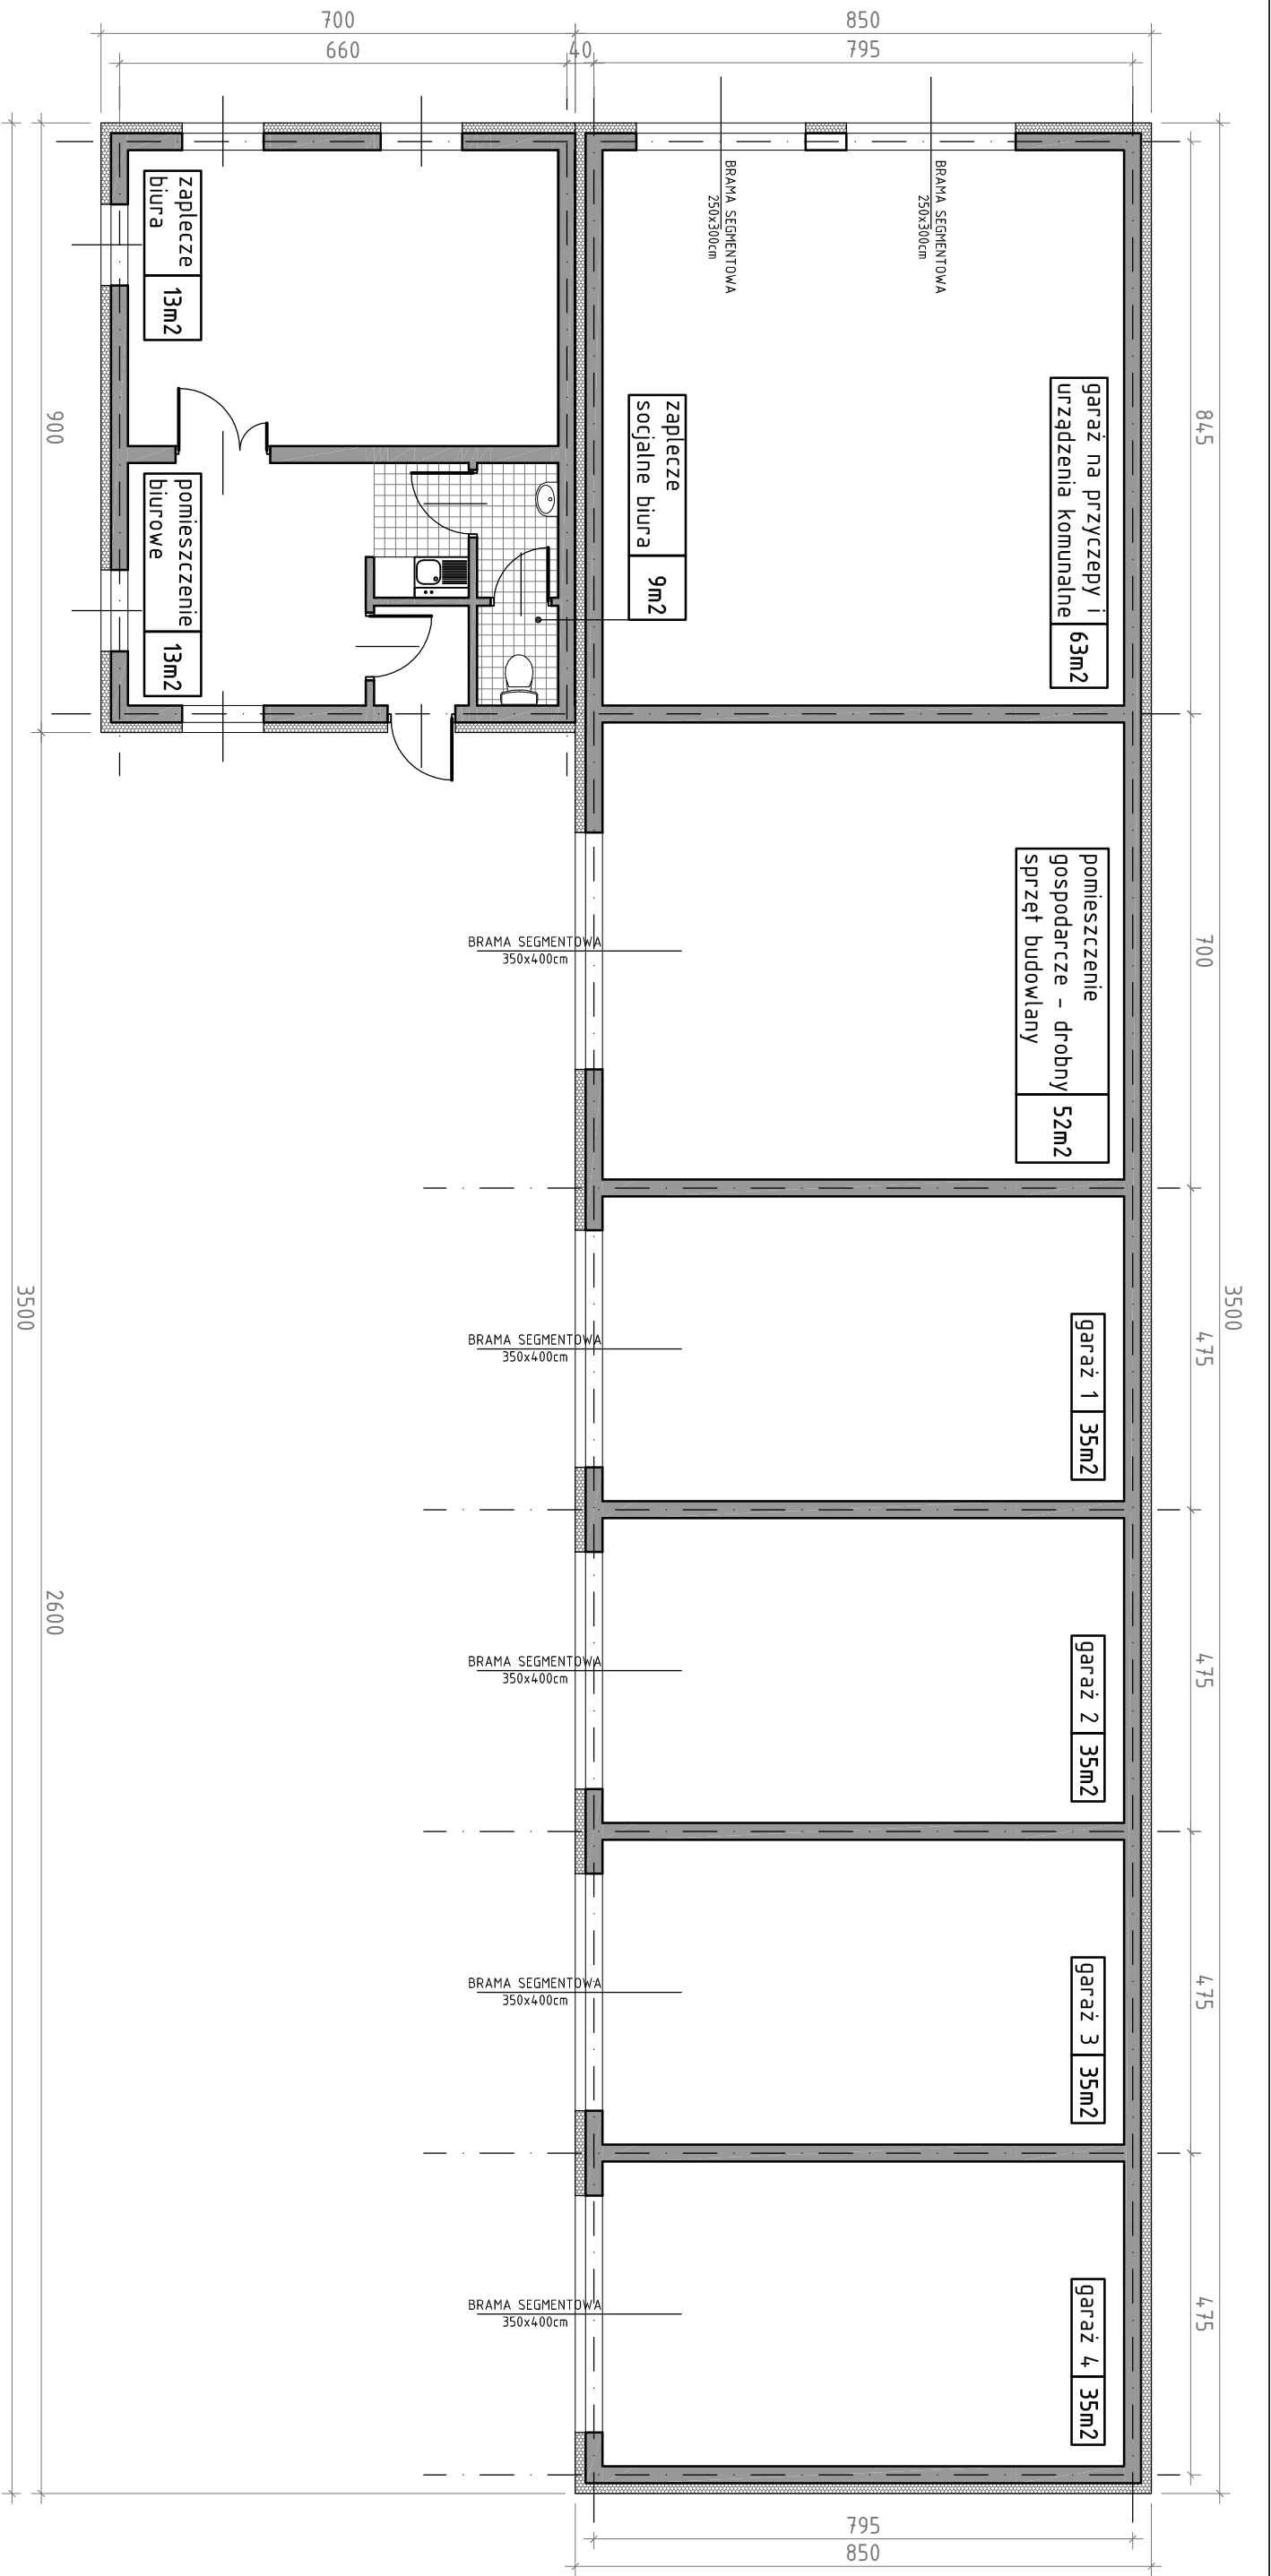 700
850
660
40
795
BRAMA SEGMENTOWA
250x300cm
BRAMA SEGMENTOWA
250x300cm
zaplecze
biura
13m2
garaż na przyczepy i
urządzenia komunalne
63m2
zaplecze
socjalne biura
9m2
900
845
pomieszczenie
biurowe
13m2
pomieszczenie
gospodarcze - drobny
sprzęt budowlany
52m2
BRAMA SEGMENTOWA
350x400cm
700
3500
3500
garaż 1
35m2
BRAMA SEGMENTOWA
350x400cm
475
2600
garaż 2
35m2
BRAMA SEGMENTOWA
350x400cm
475
garaż 3
35m2
BRAMA SEGMENTOWA
350x400cm
475
garaż 4
35m2
BRAMA SEGMENTOWA
350x400cm
475
795
850